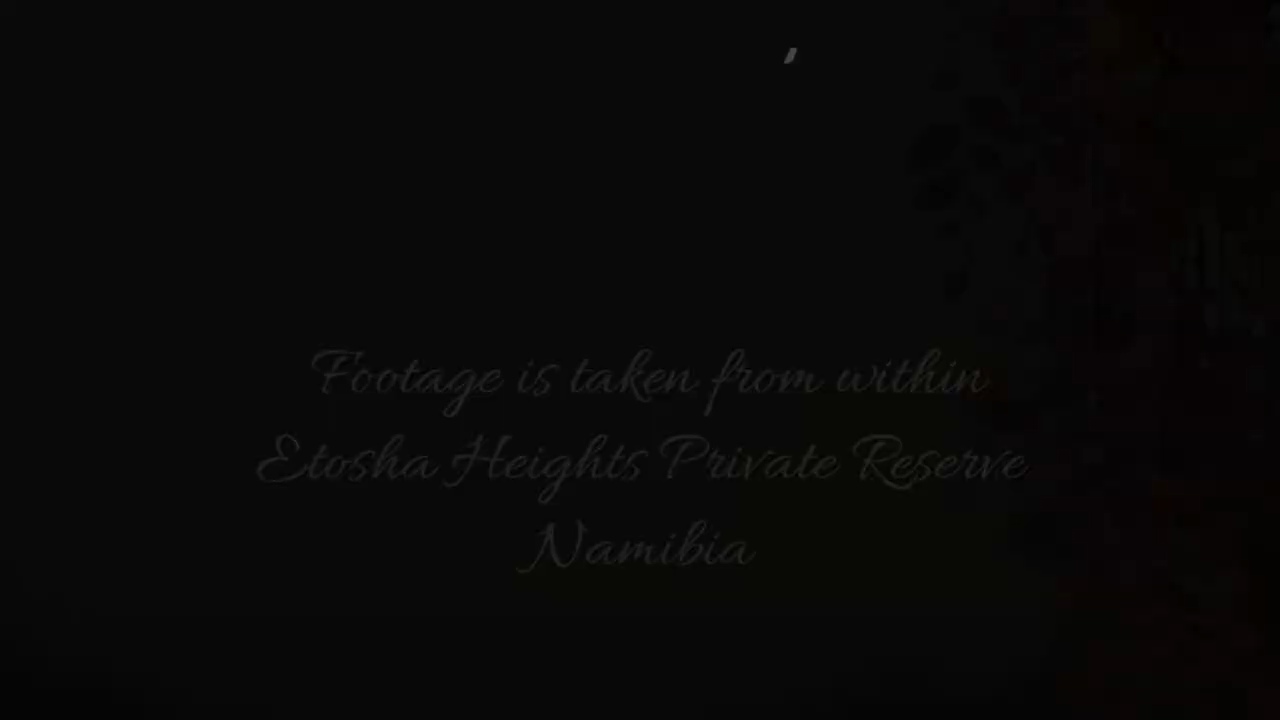 Footage is taken from within
Etosha Heights Private Reserve
Namibia